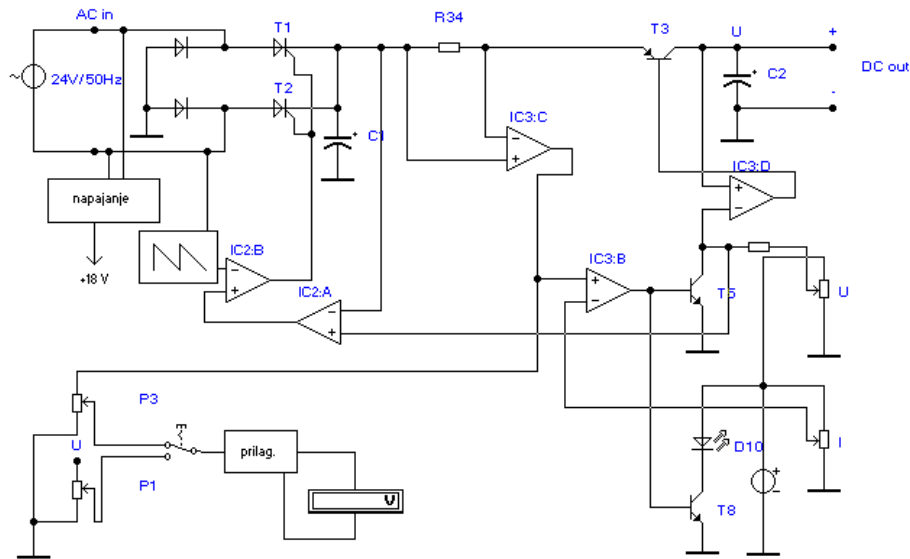 AC in
T1
R34
T3
U
+
DC out
~
24V/50Hz
T2
+
C1
+
C2
-
IC3:C
-
+
IC3:D
+
-
napajanje
+18 V
IC2:B
-
+
IC2:A
-
+
IC3:B
+
-
T5
U
P3
U
P1
prilag.
V
D10
I
+
-
T8